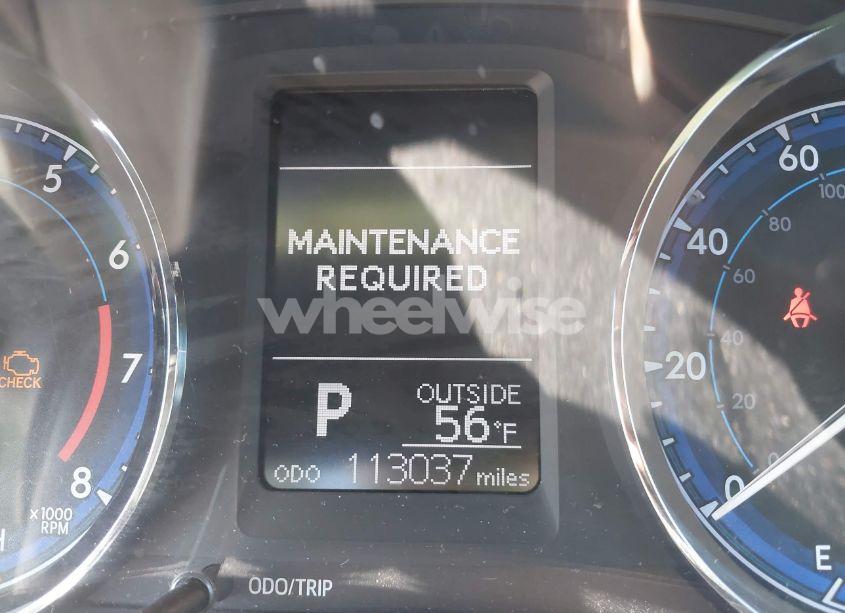 5
6
7
8
CHECK
x1000
RPM
H
MAINTENANCE
REQUIRED
wheelwise
P
OUTSIDE
56°F
ODO 113037 miles
ODO/TRIP
60
40
20
0
100
80
60
40
20
0
E